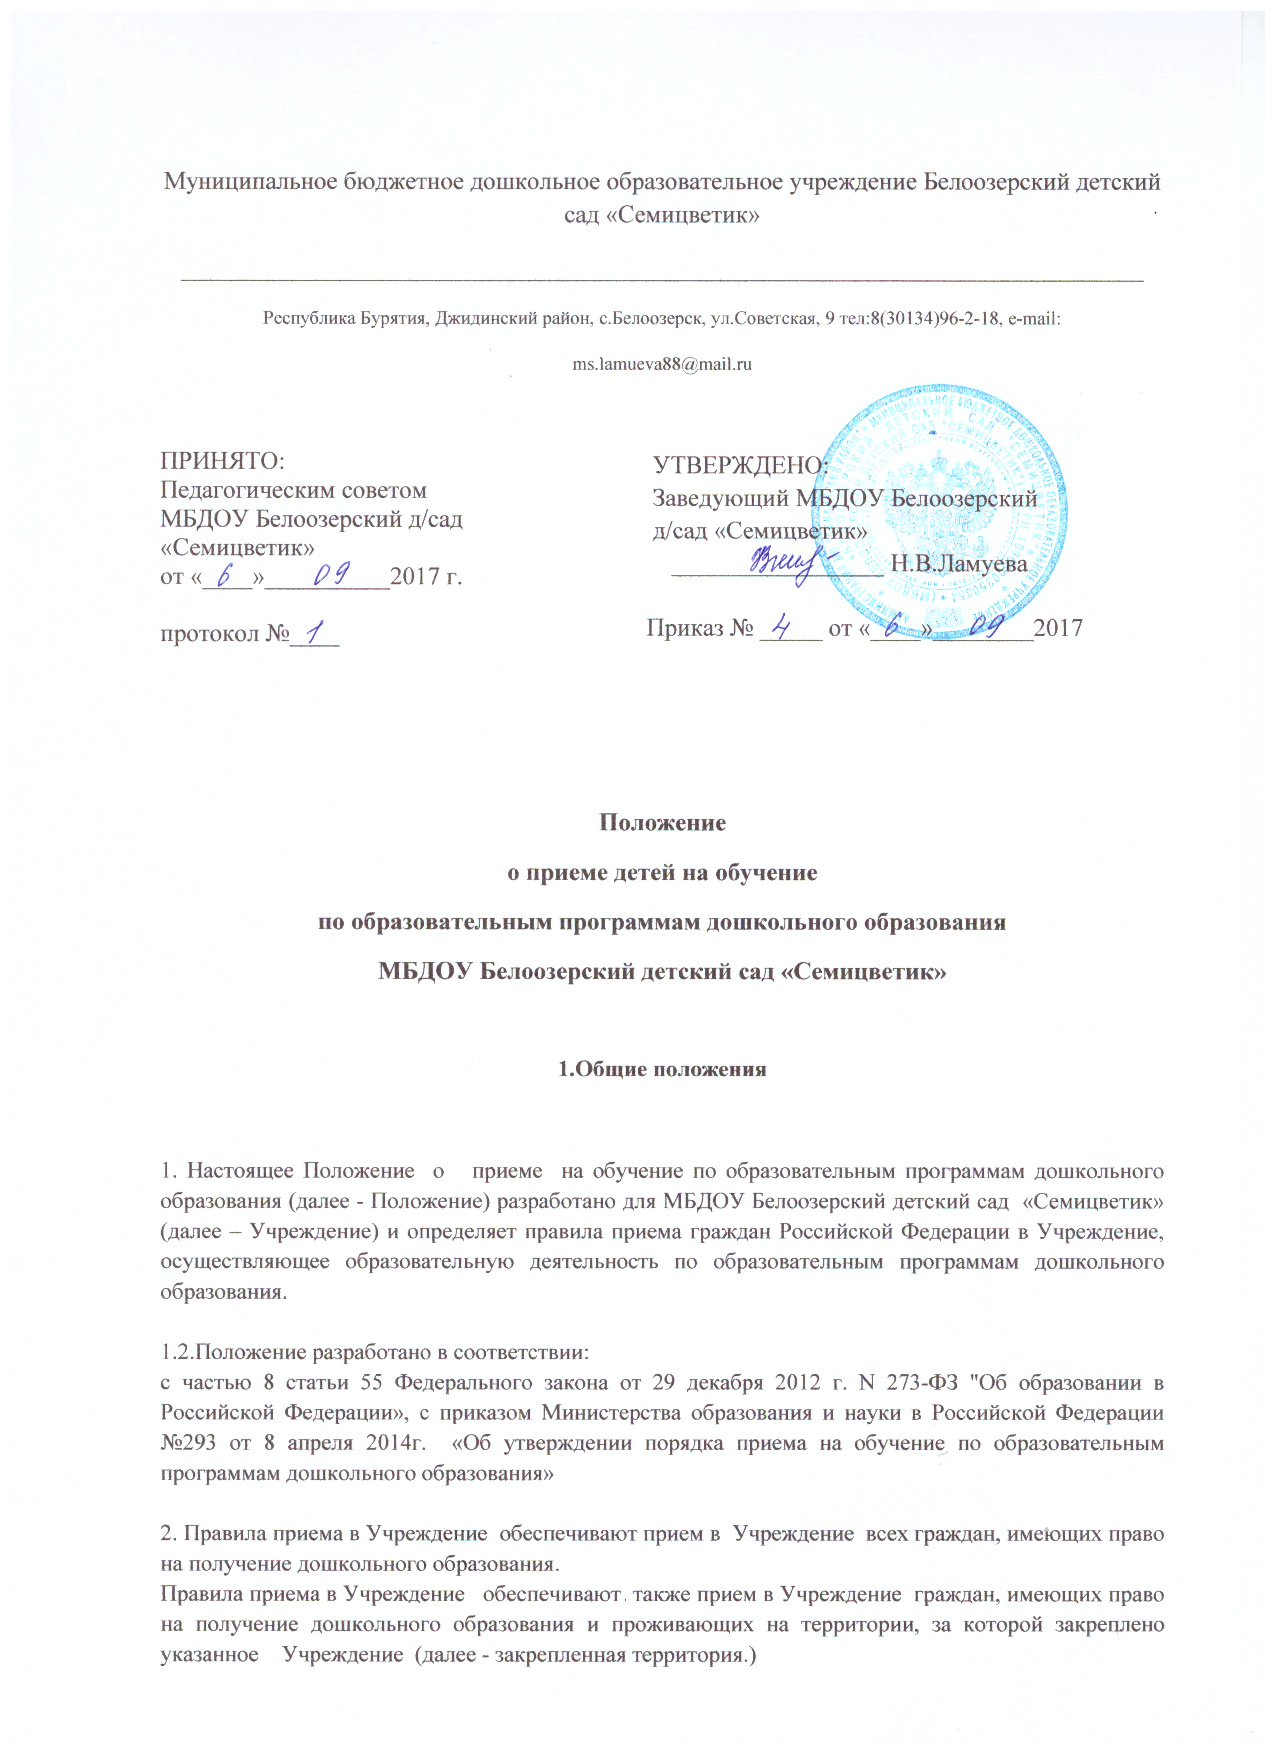 Муниципальное бюджетное дошкольное образовательное учреждение Белоозерский детский
сад «Семицветик»
Республика Бурятия, Джидинский район, с.Белоозерск, ул.Советская, 9 тел:8(30134)96-2-18, e-mail:
ms.lamueva88@mail.ru
ПРИНЯТО:
Педагогическим советом
МБДОУ Белоозерский д/сад
«Семицветик»
от «6» 09 2017 г.
протокол № 1
УТВЕРЖДЕНО:
Заведующий МБДОУ Белоозерский
д/сад «Семицветик»
Н.В.Ламуева
Приказ № 4 от «6» 09 2017
Положение
о приеме детей на обучение
по образовательным программам дошкольного образования
МБДОУ Белоозерский детский сад «Семицветик»
1.Общие положения
1. Настоящее Положение о приеме на обучение по образовательным программам дошкольного
образования (далее - Положение) разработано для МБДОУ Белоозерский детский сад «Семицветик»
(далее – Учреждение) и определяет правила приема граждан Российской Федерации в Учреждение,
осуществляющее образовательную деятельность по образовательным программам дошкольного
образования.
1.2.Положение разработано в соответствии:
с частью 8 статьи 55 Федерального закона от 29 декабря 2012 г. N 273-ФЗ "Об образовании в
Российской Федерации», с приказом Министерства образования и науки в Российской Федерации
№293 от 8 апреля 2014г. «Об утверждении порядка приема на обучение по образовательным
программам дошкольного образования»
2. Правила приема в Учреждение обеспечивают прием в Учреждение всех граждан, имеющих право
на получение дошкольного образования.
Правила приема в Учреждение обеспечивают также прием в Учреждение граждан, имеющих право
на получение дошкольного образования и проживающих на территории, за которой закреплено
указанное Учреждение (далее - закрепленная территория.)